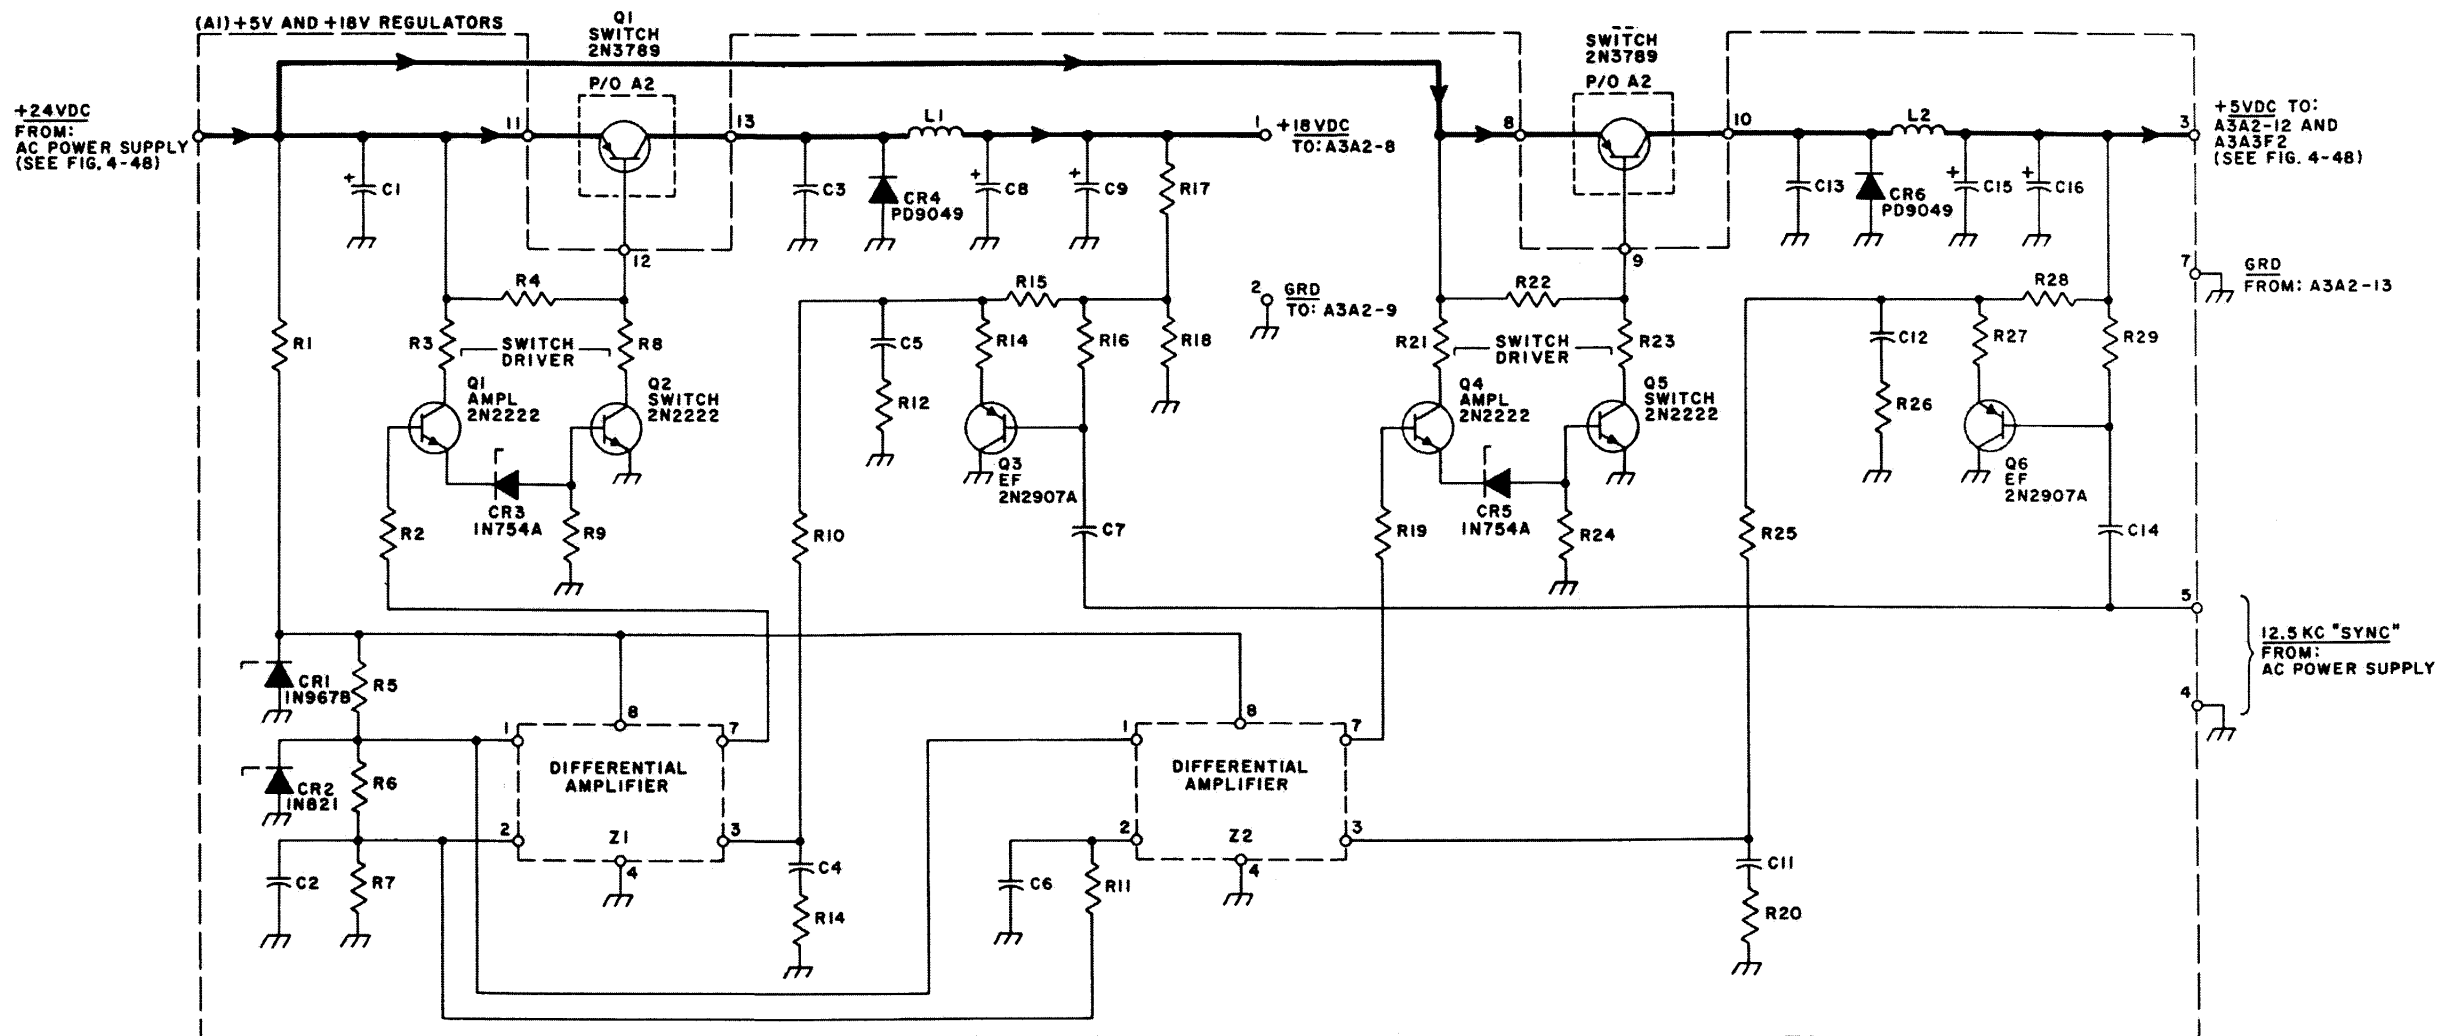 (A1)+5V AND +18V REGULATORS
Q1
SWITCH
2N3789
P/O A2
SWITCH
2N3789
P/O A2
+24VDC
FROM:
AC POWER SUPPLY
(SEE FIG. 4-48)
11
13
L1
1
+18VDC
TO: A3A2-8
8
10
L2
3
+5VDC TO:
A3A2-12 AND
A3A3F2
(SEE FIG. 4-48)
+
C1
C3
CR4
PD9049
+
C8
+
C9
R17
C13
CR6
PD9049
+
C15
+
C16
12
9
7
GRD
FROM: A3A2-13
R4
R15
2
GRD
TO: A3A2-9
R22
R28
R1
R3
SWITCH
DRIVER
R8
C5
R14
R16
R18
R21
SWITCH
DRIVER
R23
C12
R27
R29
Q1
AMPL
2N2222
Q2
SWITCH
2N2222
R12
Q3
EF
2N2907A
Q4
AMPL
2N2222
Q5
SWITCH
2N2222
R26
Q6
EF
2N2907A
R2
CR3
1N754A
R9
R10
C7
R19
CR5
1N754A
R24
R25
C14
5
12.5 KC "SYNC"
FROM:
AC POWER SUPPLY
4
CR1
1N967B
R5
8
1
7
8
1
7
CR2
1N821
R6
DIFFERENTIAL
AMPLIFIER
DIFFERENTIAL
AMPLIFIER
2
Z1
3
4
2
Z2
3
4
C2
R7
C4
R14
C6
R11
C11
R20